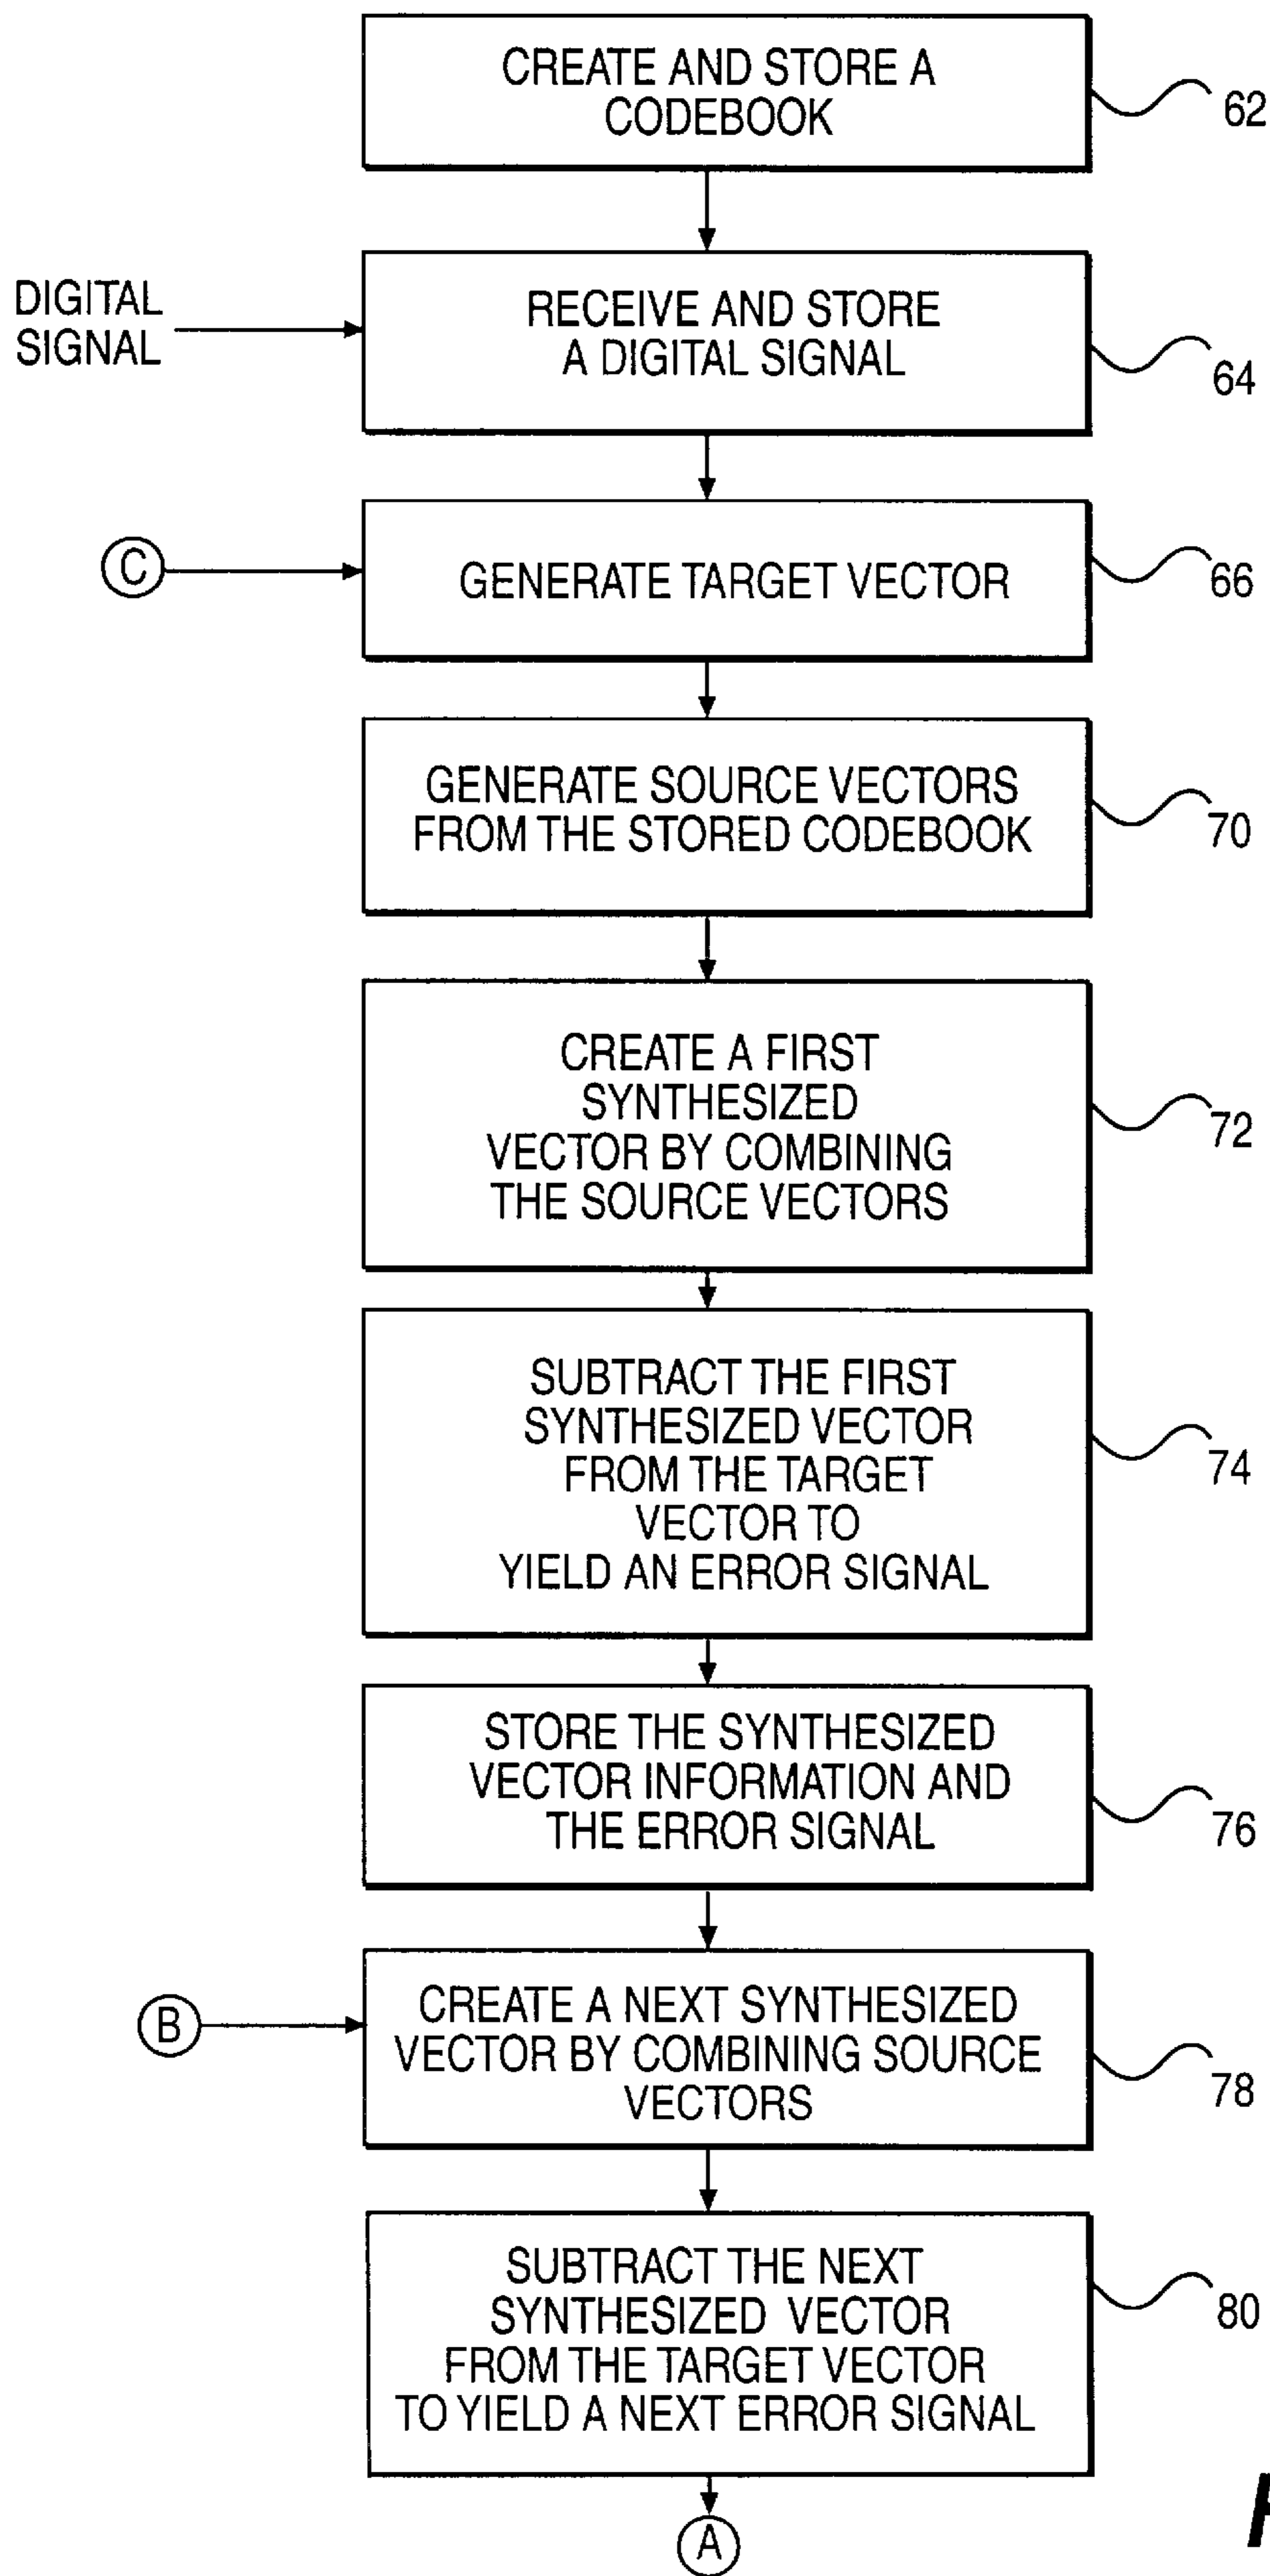 CREATE AND STORE A
CODEBOOK
62
DIGITAL
SIGNAL
RECEIVE AND STORE
A DIGITAL SIGNAL
64
C
GENERATE TARGET VECTOR
66
GENERATE SOURCE VECTORS
FROM THE STORED CODEBOOK
70
CREATE A FIRST
SYNTHESIZED
VECTOR BY COMBINING
THE SOURCE VECTORS
72
SUBTRACT THE FIRST
SYNTHESIZED VECTOR
FROM THE TARGET
VECTOR TO
YIELD AN ERROR SIGNAL
74
STORE THE SYNTHESIZED
VECTOR INFORMATION AND
THE ERROR SIGNAL
76
B
CREATE A NEXT SYNTHESIZED
VECTOR BY COMBINING SOURCE
VECTORS
78
SUBTRACT THE NEXT
SYNTHESIZED VECTOR
FROM THE TARGET VECTOR
TO YIELD A NEXT ERROR SIGNAL
80
A